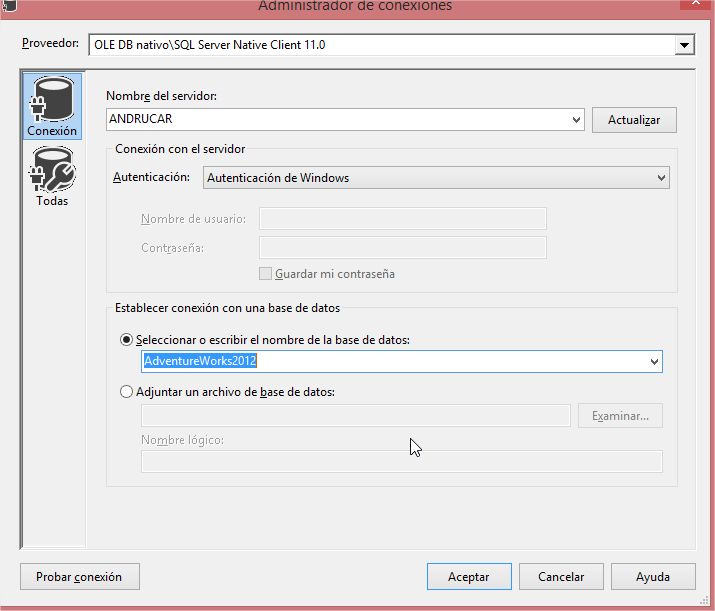 Administrador de conexiones
Proveedor:
OLE DB nativo\SQL Server Native Client 11.0
Conexión
Todas
Nombre del servidor:
ANDRUCAR
Actualizar
Conexión con el servidor
Autenticación:
Autenticación de Windows
Nombre de usuario:
Contraseña:
Guardar mi contraseña
Establecer conexión con una base de datos
Seleccionar o escribir el nombre de la base de datos:
AdventureWorks2012
Adjuntar un archivo de base de datos:
Examinar...
Nombre lógico:
Probar conexión
Aceptar
Cancelar
Ayuda